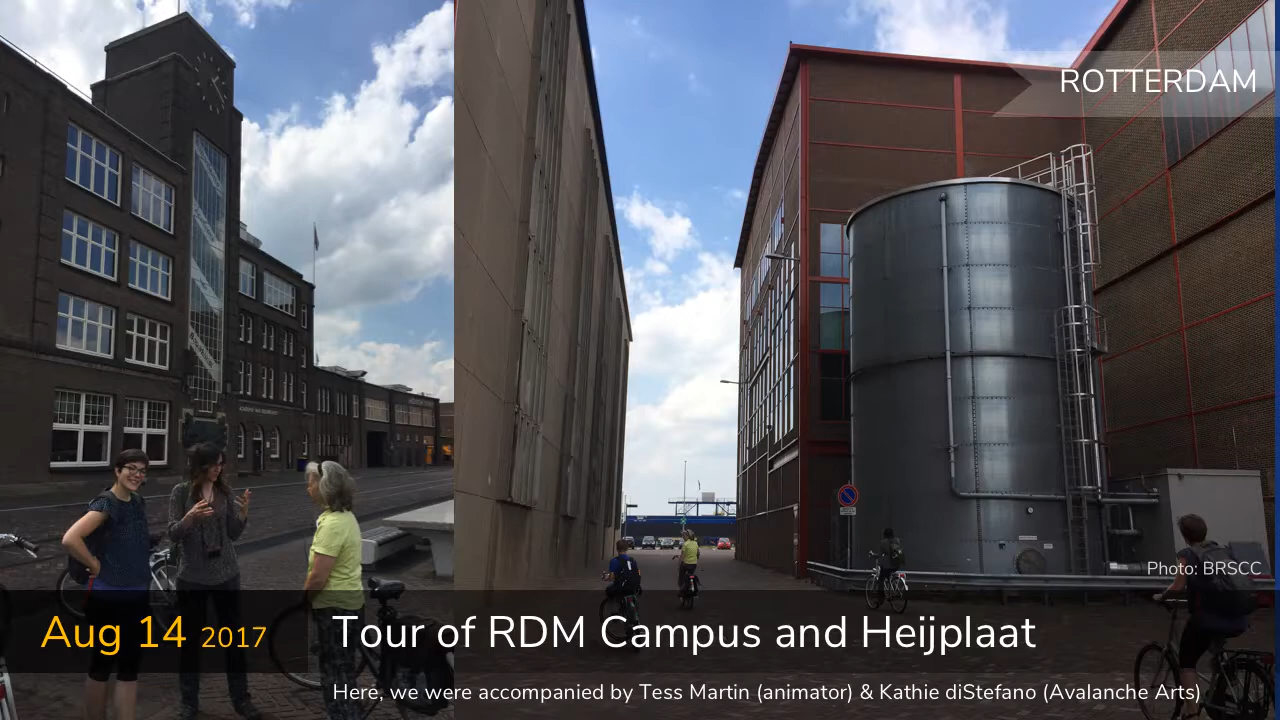 ROTTERDAM
Photo: BRSCC
Aug 14 2017
Tour of RDM Campus and Heijplaat
Here, we were accompanied by Tess Martin (animator) & Kathie diStefano (Avalanche Arts)